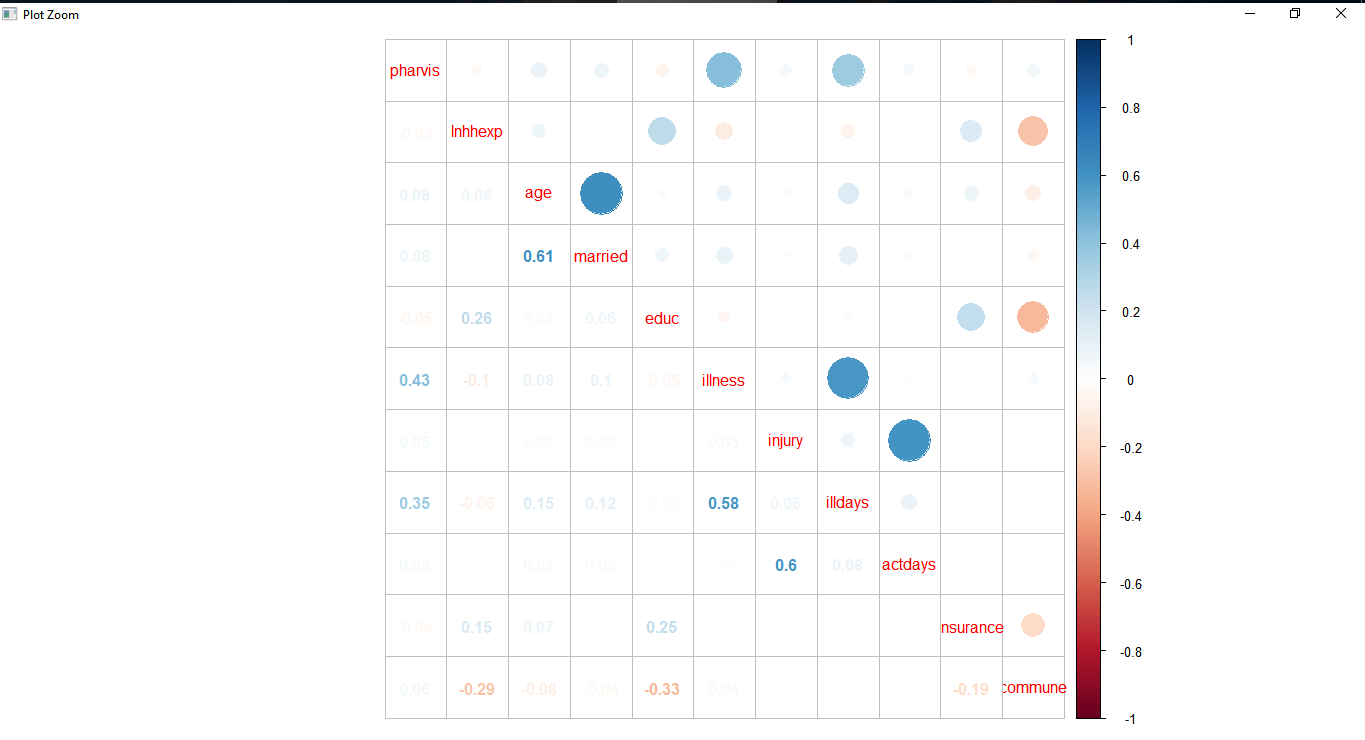 Plot Zoom
pharvis 1
0.8
-0.03 lnhhexp
0.08 0.06 age 0.6
0.08 0.61 married 0.4
-0.05 0.26 0.03 0.06 educ 0.2
0.43 -0.1 0.08 0.1 -0.05 illness 0
0.05 0.02 0.02 0.03 injury -0.2
0.35 -0.06 0.15 0.12 -0.02 0.58 0.06 illdays -0.4
0.05 0.03 0.02 0.01 0.6 0.08 actdays -0.6
-0.04 0.15 0.07 0.25 nsurance -0.8
0.06 -0.29 -0.08 -0.04 -0.33 0.04 -0.19 commune
-1